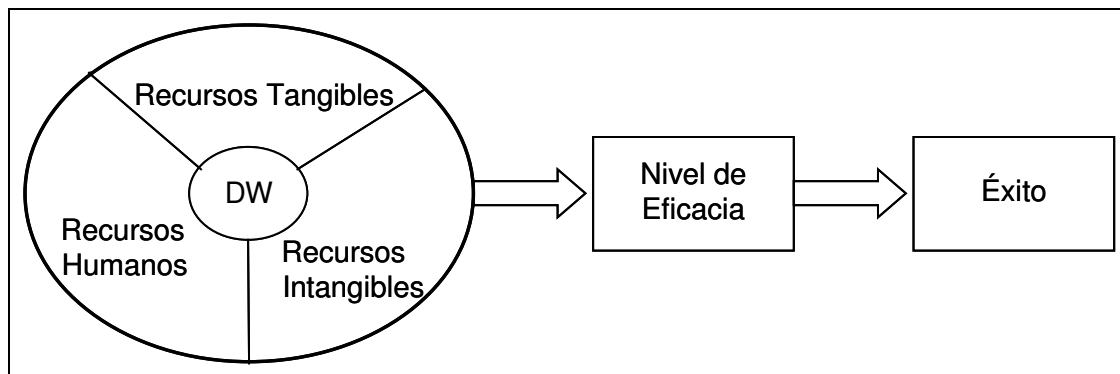 Recursos Tangibles
DW
Recursos
Humanos
Recursos
Intangibles
Nivel de
Eficacia
Éxito